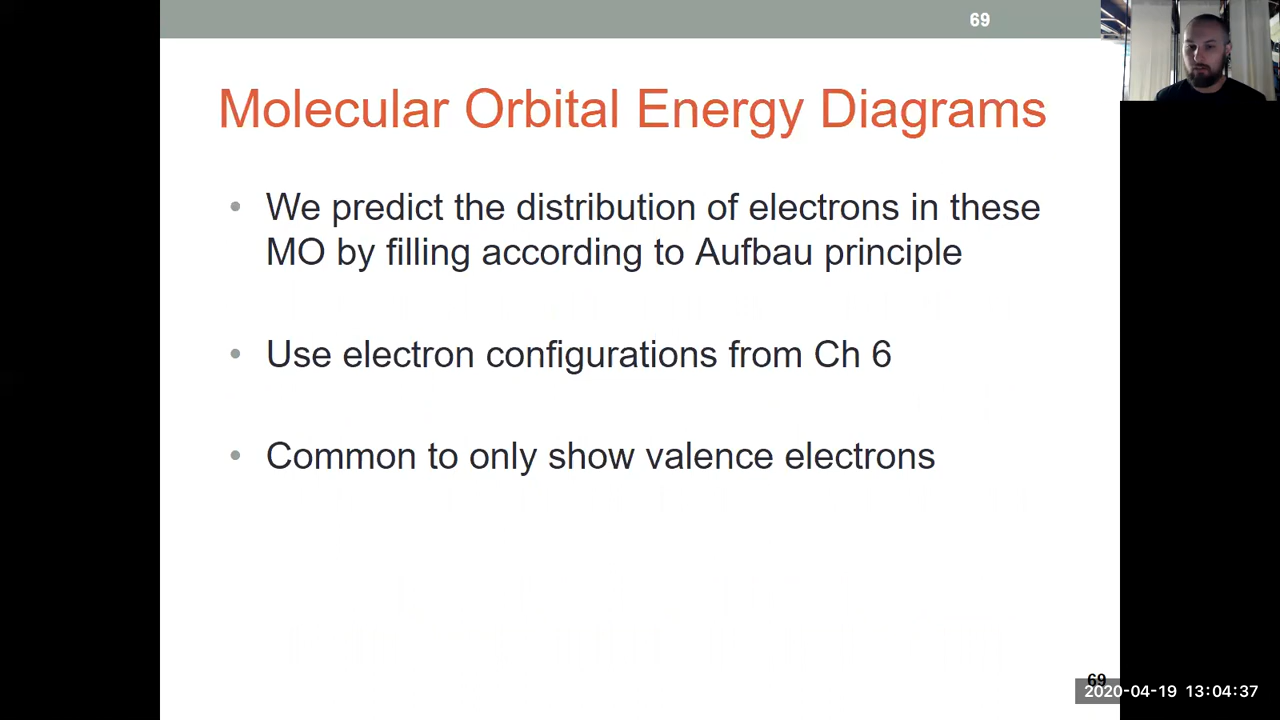 69
Molecular Orbital Energy Diagrams
• We predict the distribution of electrons in these
MO by filling according to Aufbau principle
• Use electron configurations from Ch 6
• Common to only show valence electrons
69
2020-04-19 13:04:37